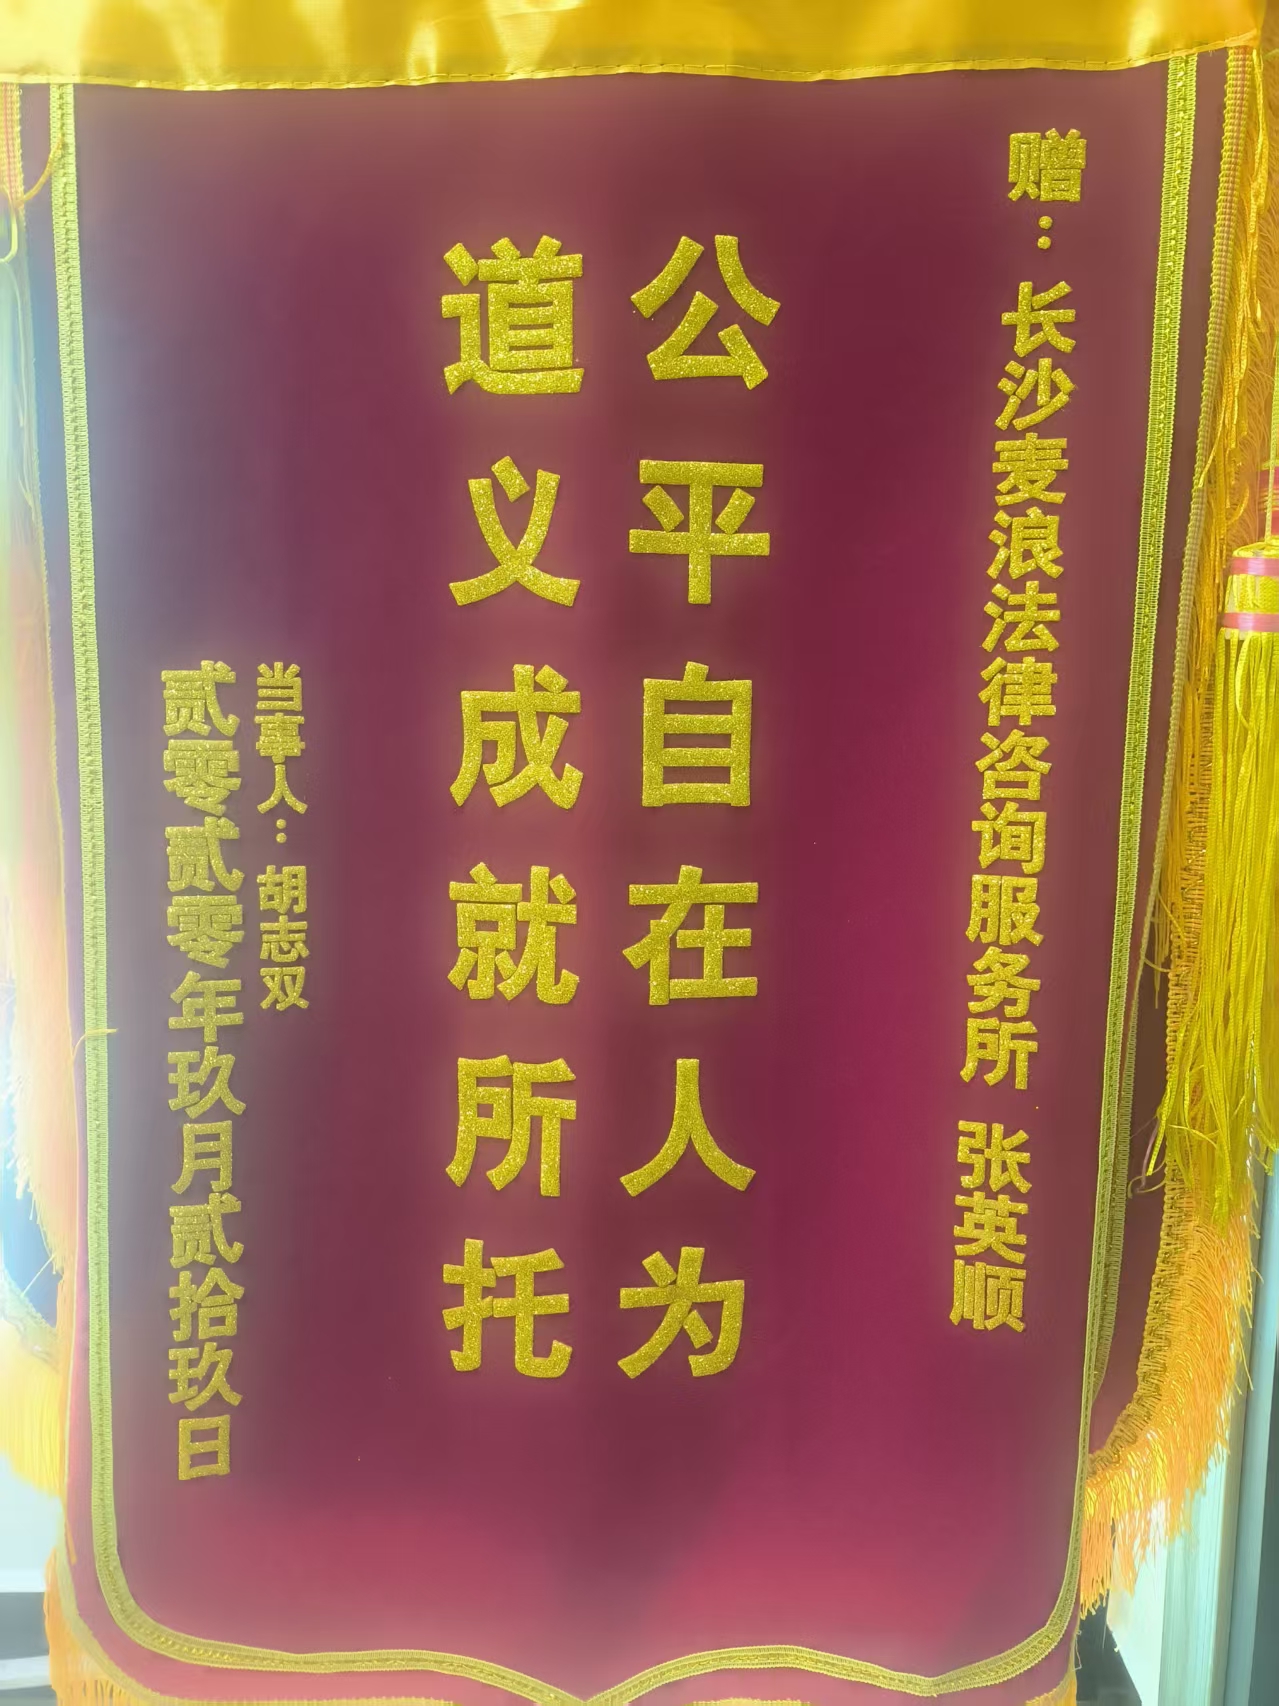 赠：长沙麦浪法律咨询服务所 张英顺
公平自在人为
道义成就所托
当事人：胡志双
贰零贰零年玖月贰拾玖日